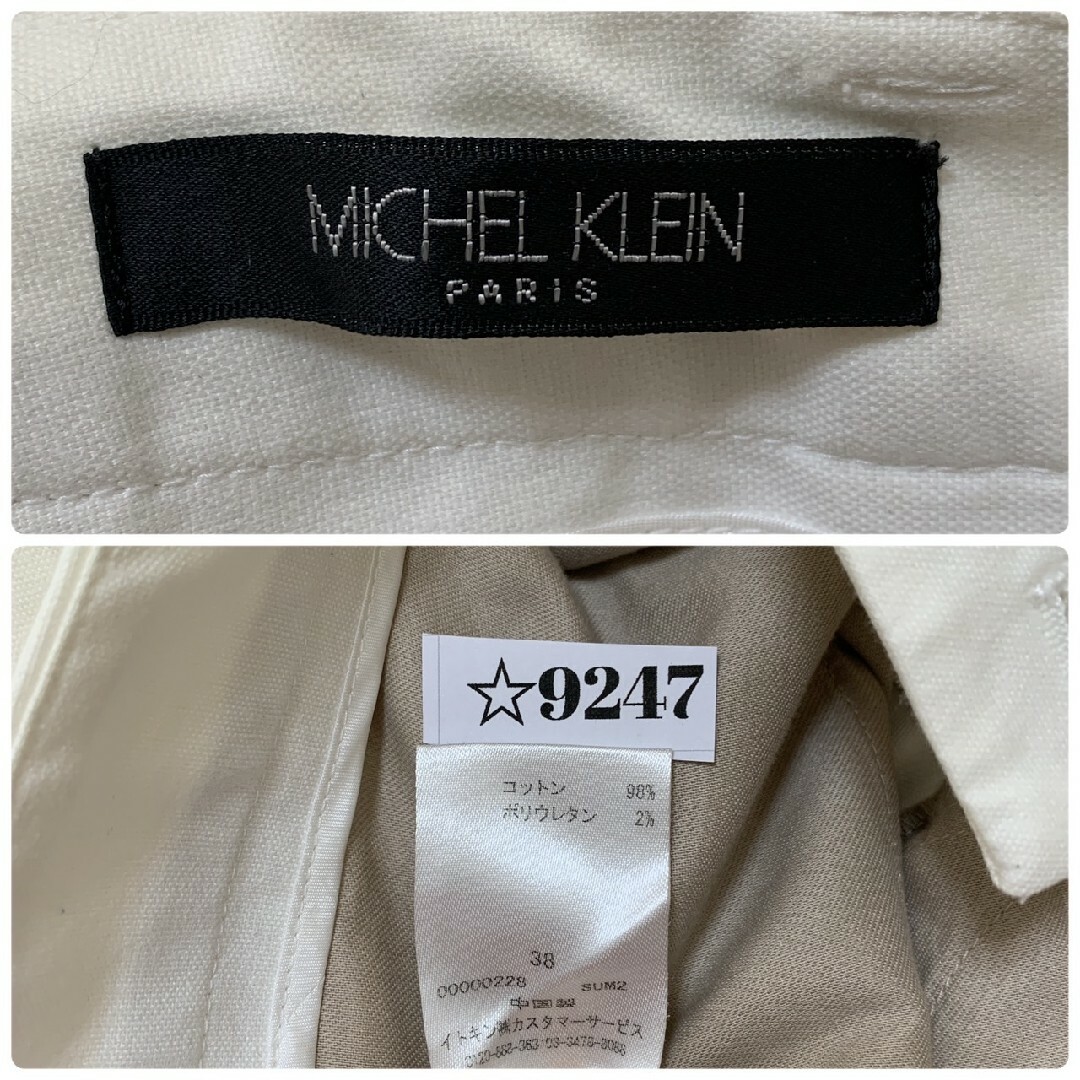 MICHEL KLEIN
PARIS
☆9247
コットン 98%
ポリウレタン 2%
38
00000228 SUM2
中国製
イトキン㈱カスタマーサービス